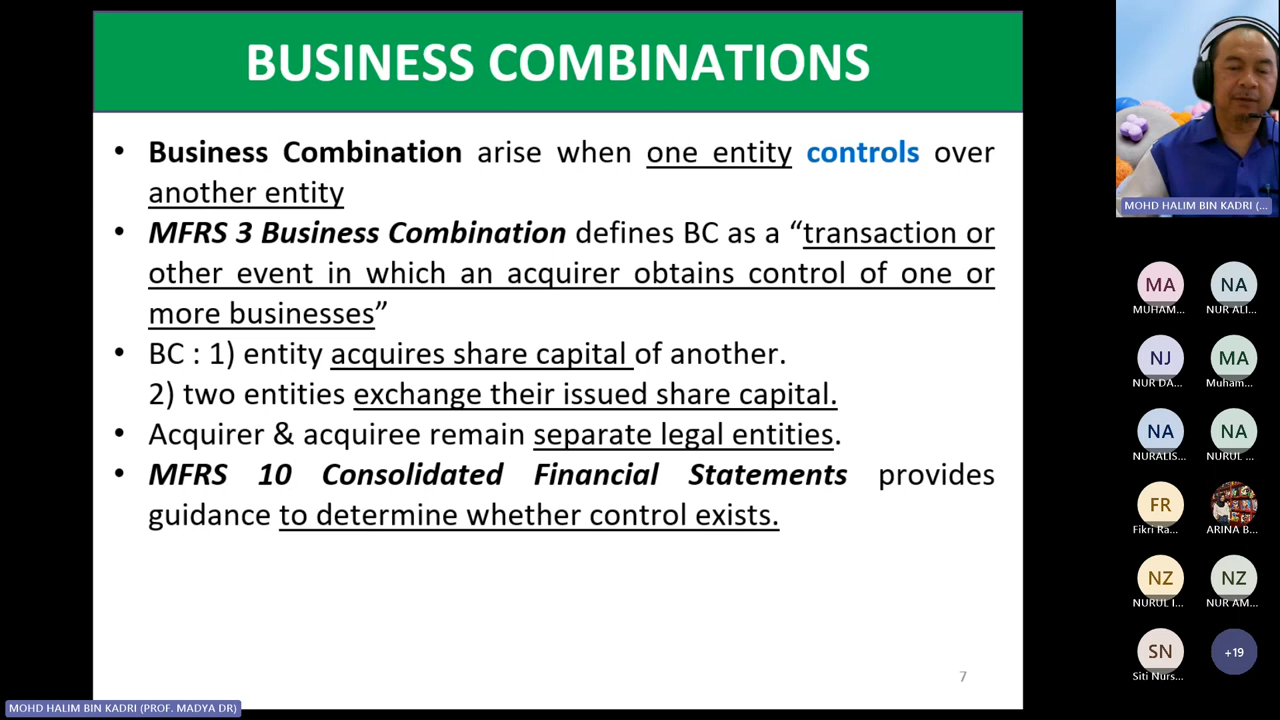 BUSINESS COMBINATIONS
• Business Combination arise when one entity controls over
another entity
• MFRS 3 Business Combination defines BC as a “transaction or
other event in which an acquirer obtains control of one or
more businesses”
• BC : 1) entity acquires share capital of another.
2) two entities exchange their issued share capital.
• Acquirer & acquiree remain separate legal entities.
• MFRS 10 Consolidated Financial Statements provides
guidance to determine whether control exists.
7
MOHD HALIM BIN KADRI (PROF. MADYA DR)
MOHD HALIM BIN KADRI (...
MA
NA
MUHAM...
NUR ALI...
NJ
MA
NUR DA...
Muham...
NA
NA
NURALIS...
NURUL ...
FR
Fikri Ra...
ARINA B...
NZ
NZ
NURUL I...
NUR AM...
SN
+19
Siti Nurs...